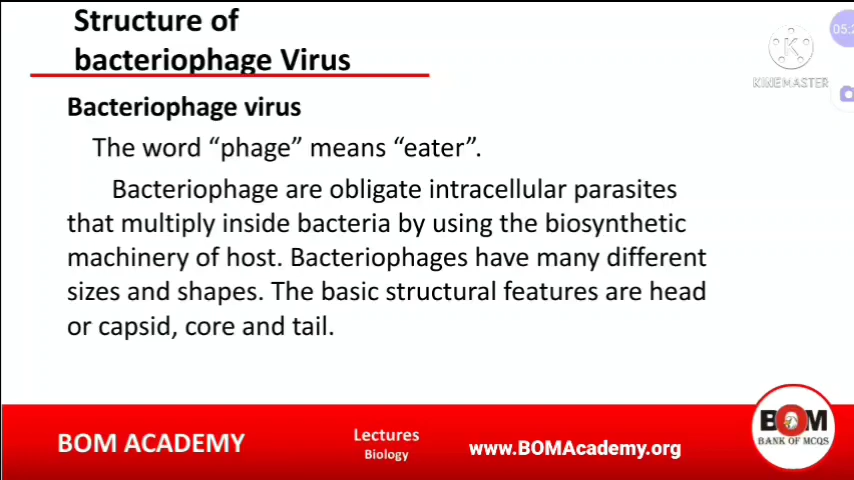 Structure of
bacteriophage Virus
KINEMASTER
Bacteriophage virus
The word “phage” means “eater”.
Bacteriophage are obligate intracellular parasites
that multiply inside bacteria by using the biosynthetic
machinery of host. Bacteriophages have many different
sizes and shapes. The basic structural features are head
or capsid, core and tail.
BOM ACADEMY
Lectures
Biology
www.BOMAcademy.org
BOM
BANK OF MCQS